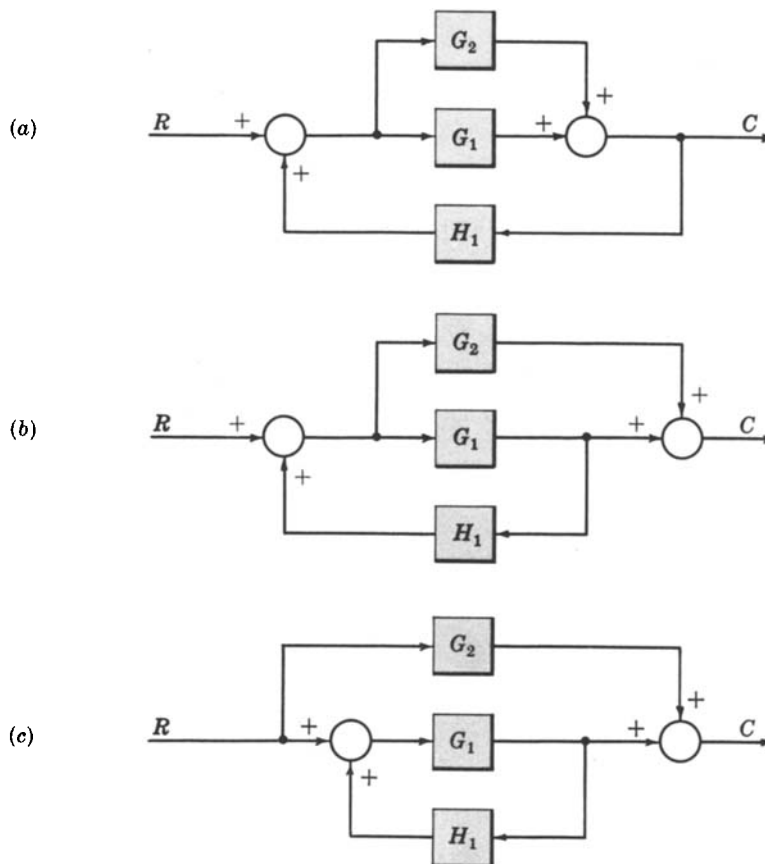 G₂
(a)
R + + + C
G₁
+
H₁
G₂
+
(b)
R + + C
G₁
+
H₁
G₂
+
(c)
R + + C
G₁
+
H₁